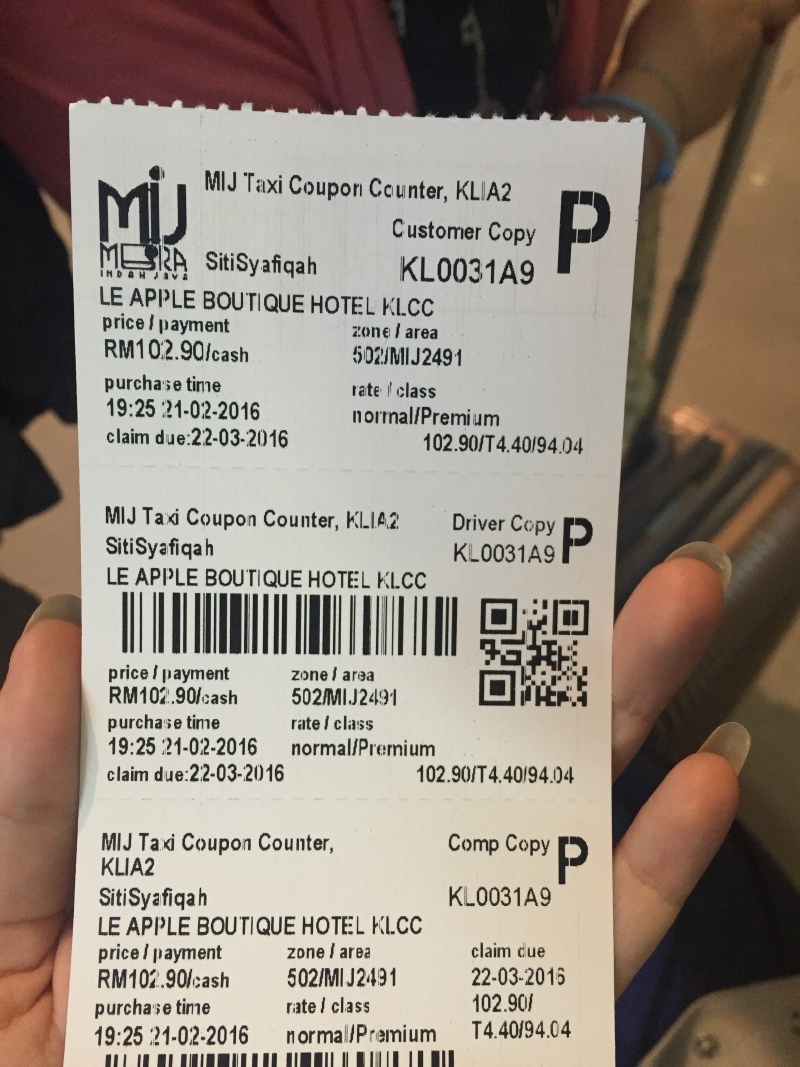 MIJ
MESRA
INDAH JAYA
MIJ Taxi Coupon Counter, KLIA2
Customer Copy
P
SitiSyafiqah
KL0031A9
LE APPLE BOUTIQUE HOTEL KLCC
price / payment
zone / area
RM102.90/cash
502/MIJ2491
purchase time
rate / class
19:25 21-02-2016
normal/Premium
claim due:22-03-2016
102.90/T4.40/94.04
MIJ Taxi Coupon Counter, KLIA2
Driver Copy
P
SitiSyafiqah
KL0031A9
LE APPLE BOUTIQUE HOTEL KLCC
price / payment
zone / area
RM102.90/cash
502/MIJ2491
purchase time
rate / class
19:25 21-02-2016
normal/Premium
claim due:22-03-2016
102.90/T4.40/94.04
MIJ Taxi Coupon Counter,
KLIA2
Comp Copy
P
SitiSyafiqah
KL0031A9
LE APPLE BOUTIQUE HOTEL KLCC
price / payment
zone / area
claim due
RM102.90/cash
502/MIJ2491
22-03-2016
purchase time
rate / class
102.90/
19:25 21-02-2016
normal/Premium
T4.40/94.04